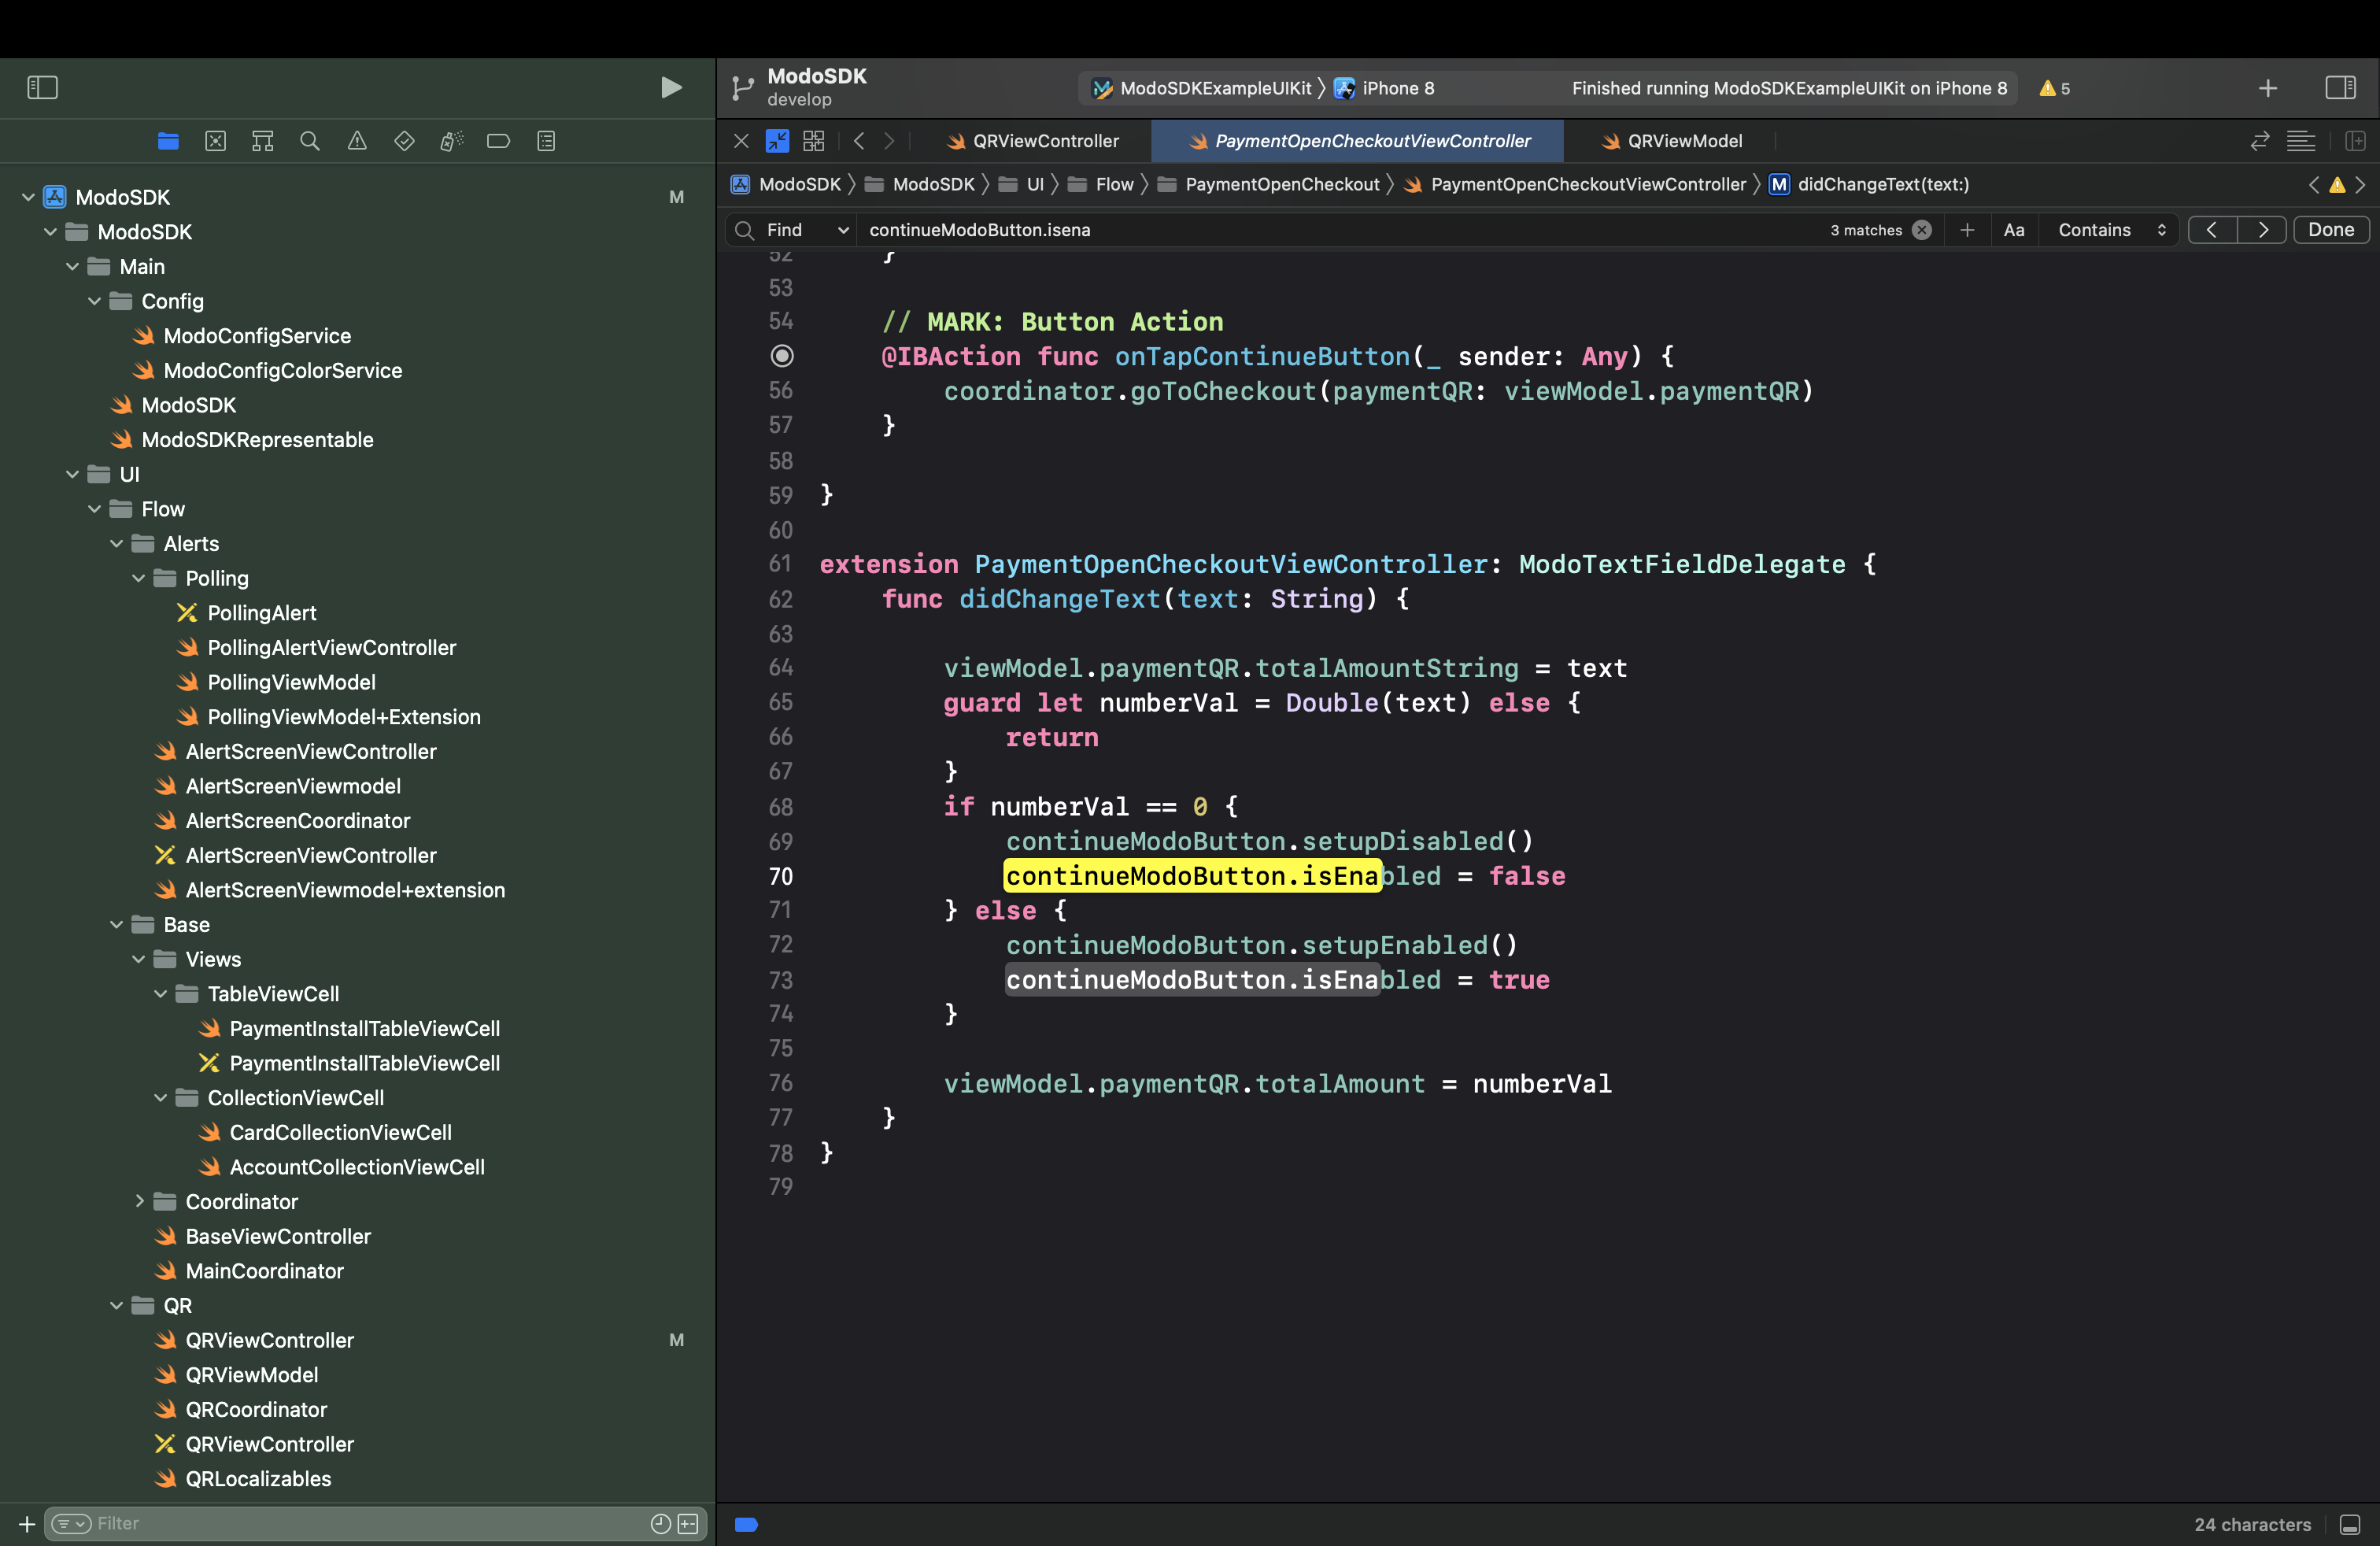 ModoSDK
develop
ModoSDKExampleUIKit
iPhone 8
Finished running ModoSDKExampleUIKit on iPhone 8
5
QRViewController
PaymentOpenCheckoutViewController
QRViewModel
ModoSDK
ModoSDK
UI
Flow
PaymentOpenCheckout
PaymentOpenCheckoutViewController
M
didChangeText(text:)
Find
continueModoButton.isena
3 matches
Aa
Contains
Done
ModoSDK
M
ModoSDK
Main
Config
ModoConfigService
ModoConfigColorService
ModoSDK
ModoSDKRepresentable
UI
Flow
Alerts
Polling
PollingAlert
PollingAlertViewController
PollingViewModel
PollingViewModel+Extension
AlertScreenViewController
AlertScreenViewmodel
AlertScreenCoordinator
AlertScreenViewController
AlertScreenViewmodel+extension
Base
Views
TableViewCell
PaymentInstallTableViewCell
PaymentInstallTableViewCell
CollectionViewCell
CardCollectionViewCell
AccountCollectionViewCell
Coordinator
BaseViewController
MainCoordinator
QR
QRViewController
M
QRViewModel
QRCoordinator
QRViewController
QRLocalizables
Filter
52 }
53
54 // MARK: Button Action
@IBAction func onTapContinueButton(_ sender: Any) {
56 coordinator.goToCheckout(paymentQR: viewModel.paymentQR)
57 }
58
59 }
60
61 extension PaymentOpenCheckoutViewController: ModoTextFieldDelegate {
62 func didChangeText(text: String) {
63
64 viewModel.paymentQR.totalAmountString = text
65 guard let numberVal = Double(text) else {
66 return
67 }
68 if numberVal == 0 {
69 continueModoButton.setupDisabled()
70 continueModoButton.isEnabled = false
71 } else {
72 continueModoButton.setupEnabled()
73 continueModoButton.isEnabled = true
74 }
75
76 viewModel.paymentQR.totalAmount = numberVal
77 }
78 }
79
24 characters